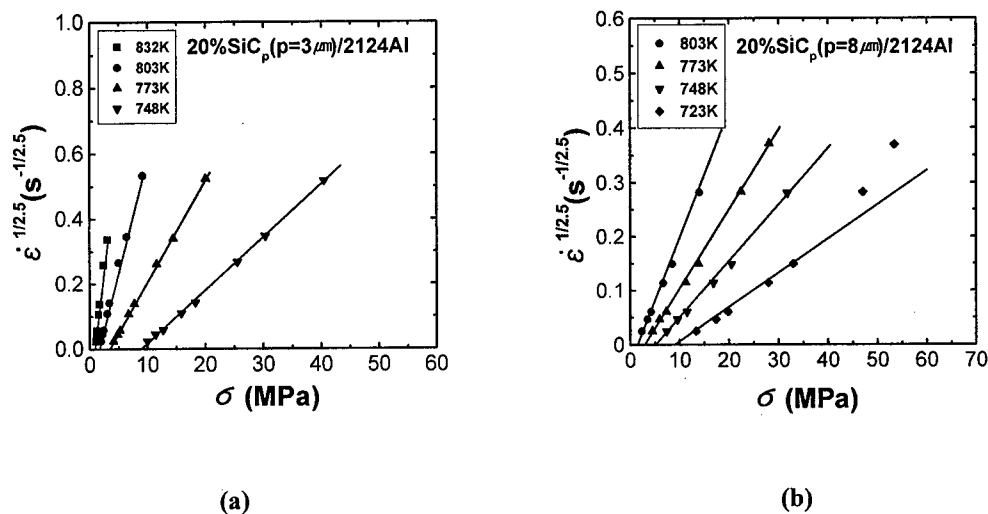 20%SiCp(p=3㎛)/2124Al
832K
803K
773K
748K
1.0
0.8
0.6
0.4
0.2
0.0
ε̇^1/2.5(s^-1/2.5)
0 10 20 30 40 50 60
σ (MPa)
(a)
20%SiCp(p=8㎛)/2124Al
803K
773K
748K
723K
0.6
0.5
0.4
0.3
0.2
0.1
0.0
ε̇^1/2.5(s^-1/2.5)
0 10 20 30 40 50 60 70
σ (MPa)
(b)